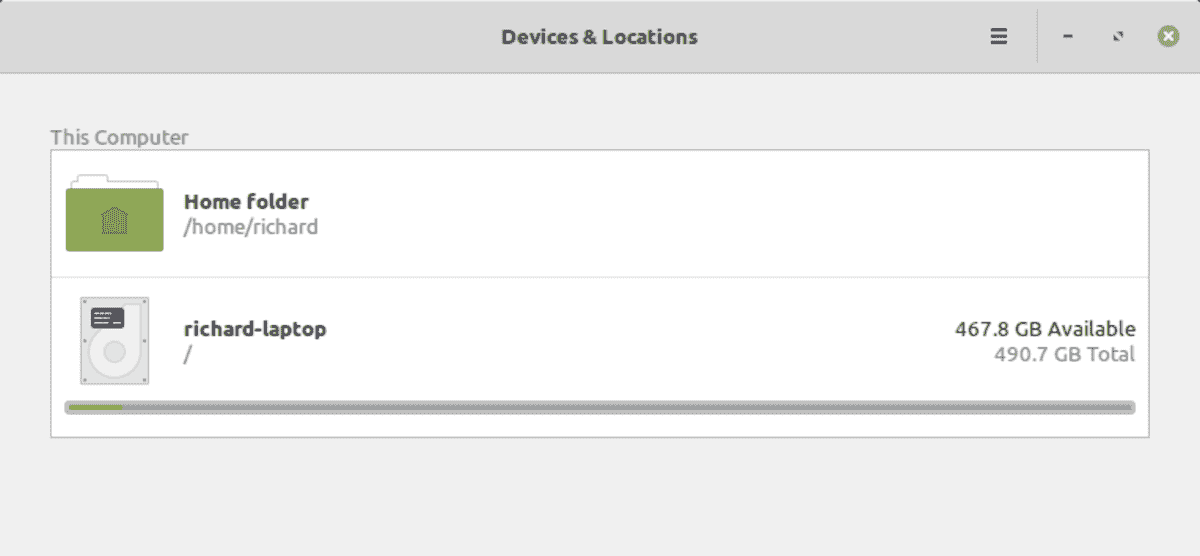 Devices & Locations
This Computer
Home folder
/home/richard
richard-laptop
/
467.8 GB Available
490.7 GB Total